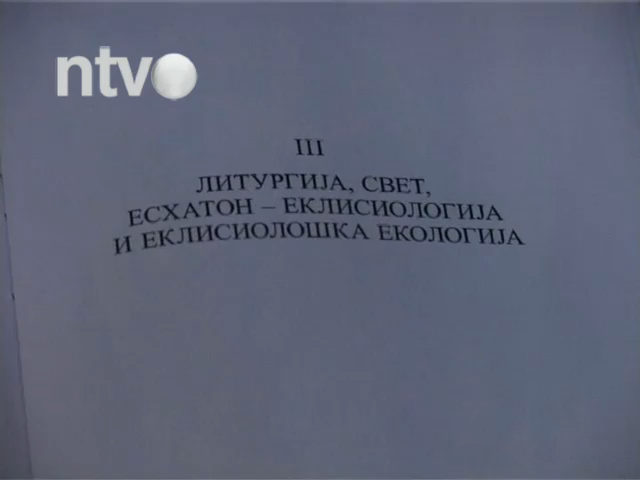 ntv
III
ЛИТУРГИЈА, СВЕТ,
ЕСХАТОН – ЕКЛИСИОЛОГИЈА
И ЕКЛИСИОЛОШКА ЕКОЛОГИЈА